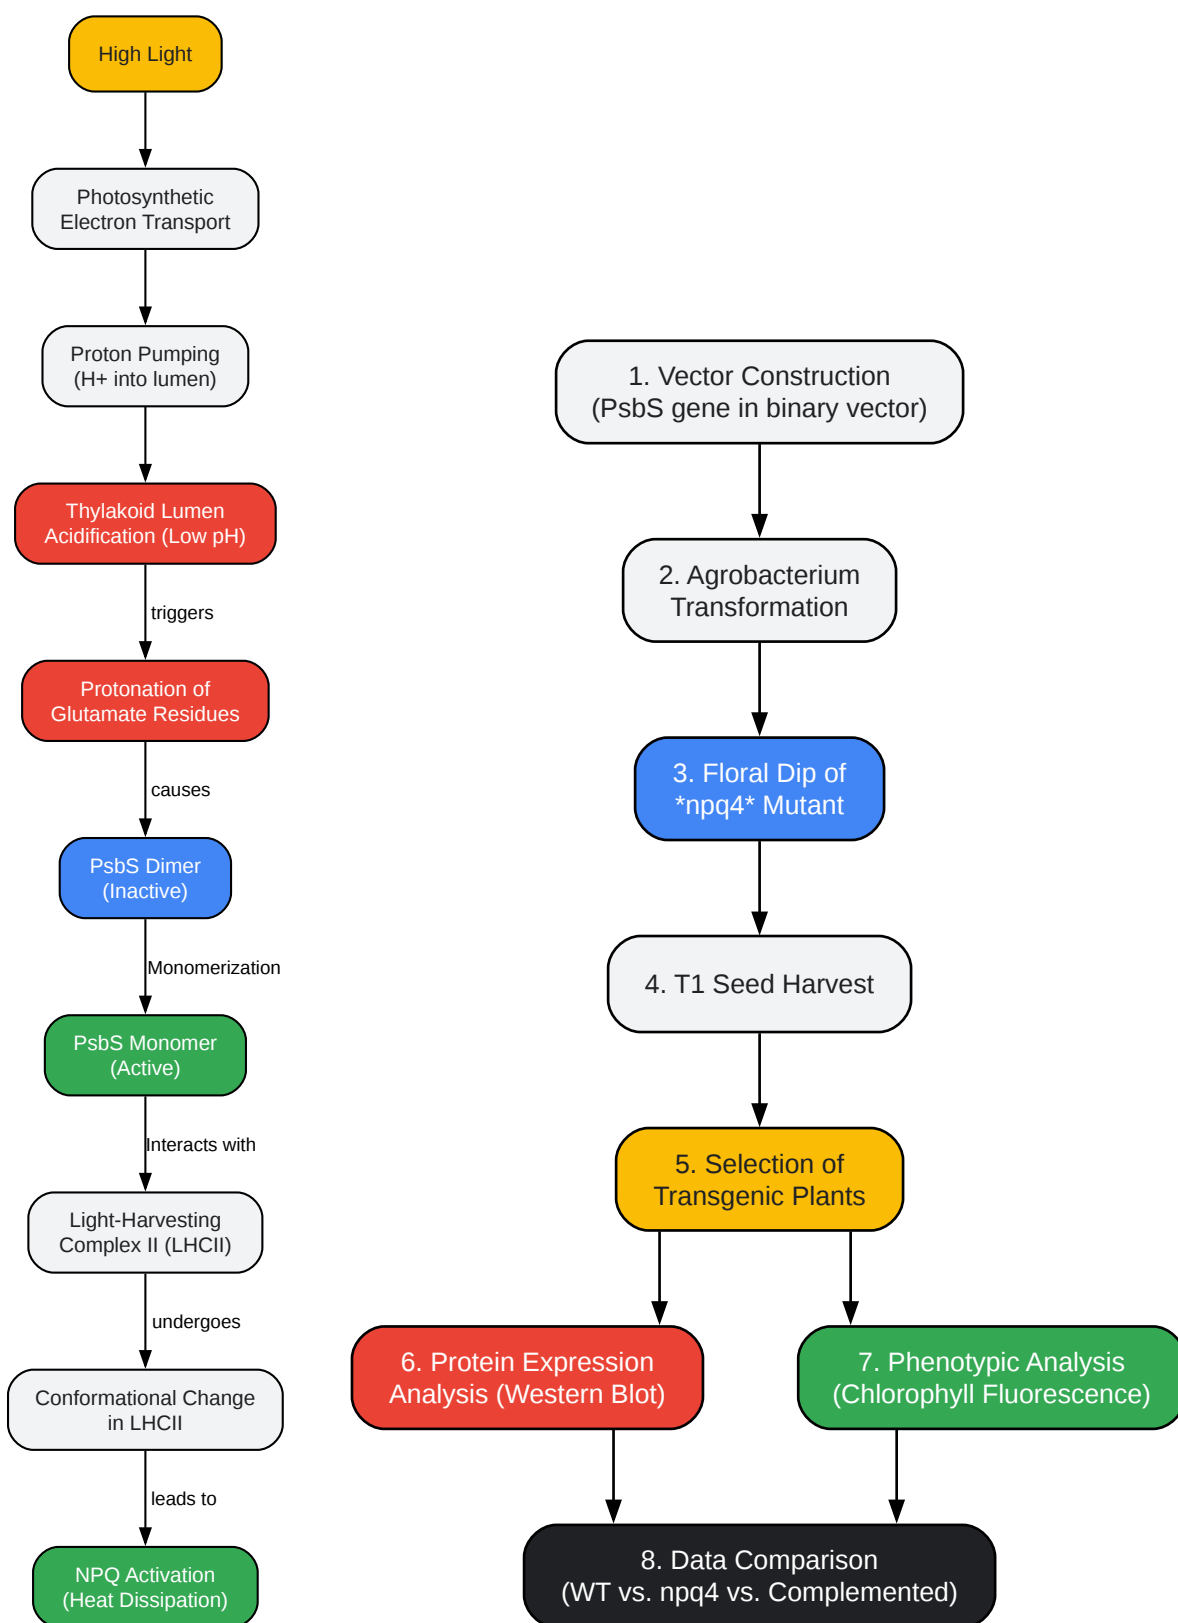 High Light
Photosynthetic
Electron Transport
Proton Pumping
(H+ into lumen)
Thylakoid Lumen
Acidification (Low pH)
triggers
Protonation of
Glutamate Residues
causes
PsbS Dimer
(Inactive)
Monomerization
PsbS Monomer
(Active)
Interacts with
Light-Harvesting
Complex II (LHCII)
undergoes
Conformational Change
in LHCII
leads to
NPQ Activation
(Heat Dissipation)
1. Vector Construction
(PsbS gene in binary vector)
2. Agrobacterium
Transformation
3. Floral Dip of
*npq4* Mutant
4. T1 Seed Harvest
5. Selection of
Transgenic Plants
6. Protein Expression
Analysis (Western Blot)
7. Phenotypic Analysis
(Chlorophyll Fluorescence)
8. Data Comparison
(WT vs. npq4 vs. Complemented)